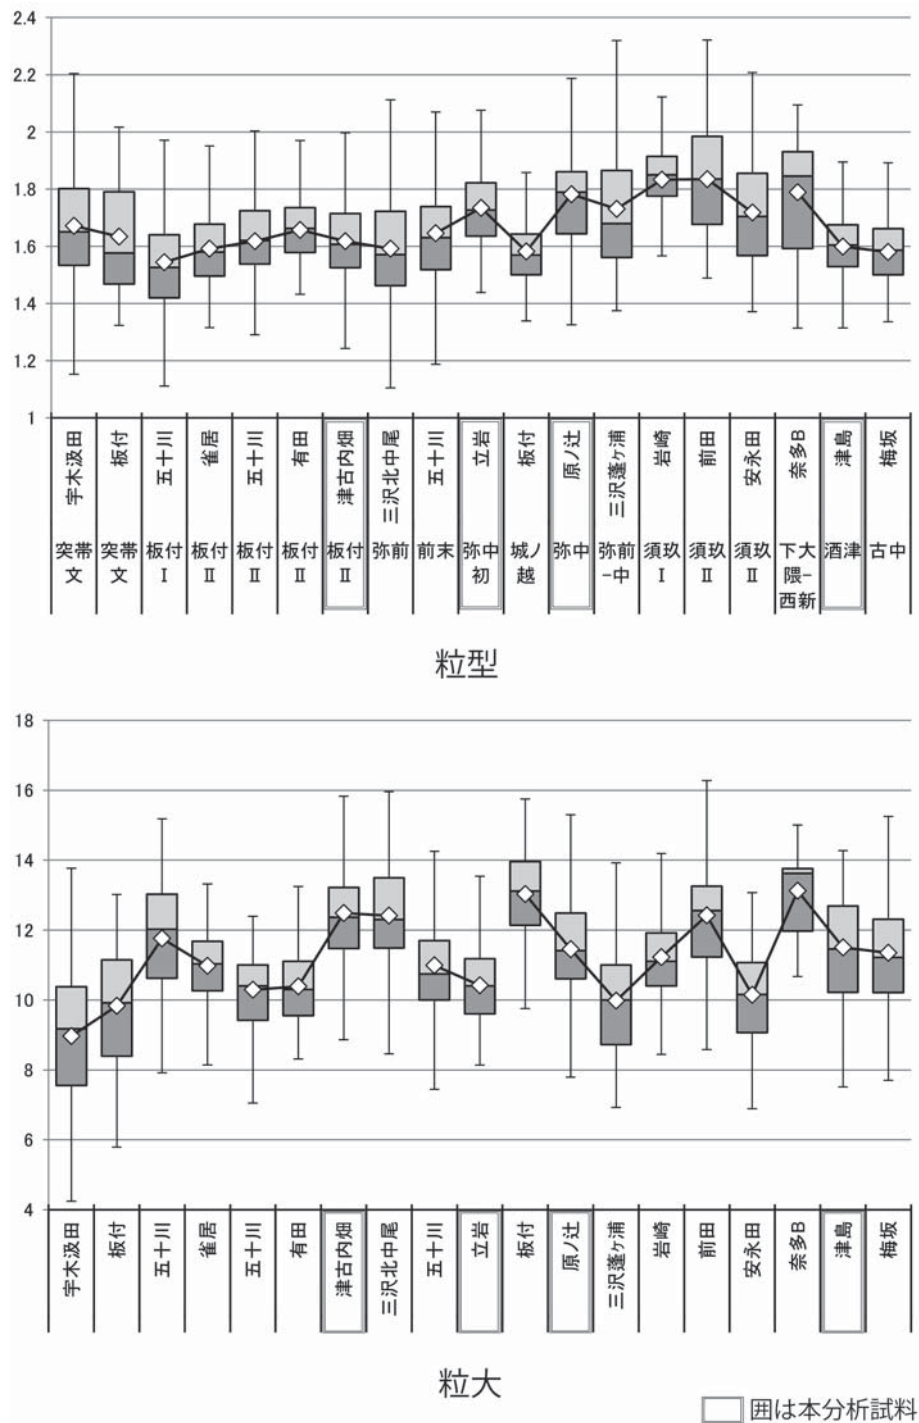 2.4
2.2
2
1.8
1.6
1.4
1.2
1
宇木汲田
板付
五十川
雀居
五十川
有田
津古内畑
三沢北中尾
五十川
立岩
板付
原ノ辻
三沢蓬ヶ浦
岩崎
前田
安永田
奈多B
津島
梅坂
突帯文
突帯文
板付I
板付II
板付II
板付II
板付II
弥前
前末
弥中初
城ノ越
弥中
弥前-中
須玖I
須玖II
須玖II
下大隈-西新
酒津
古中
粒型
18
16
14
12
10
8
6
4
宇木汲田
板付
五十川
雀居
五十川
有田
津古内畑
三沢北中尾
五十川
立岩
板付
原ノ辻
三沢蓬ヶ浦
岩崎
前田
安永田
奈多B
津島
梅坂
粒大
囲は本分析試料